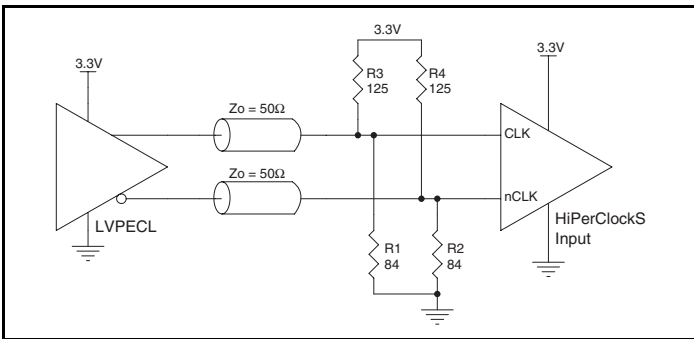 3.3V
3.3V
3.3V
R3
125
R4
125
Zo = 50Ω
CLK
Zo = 50Ω
nCLK
LVPECL
HiPerClockS
Input
R1
84
R2
84